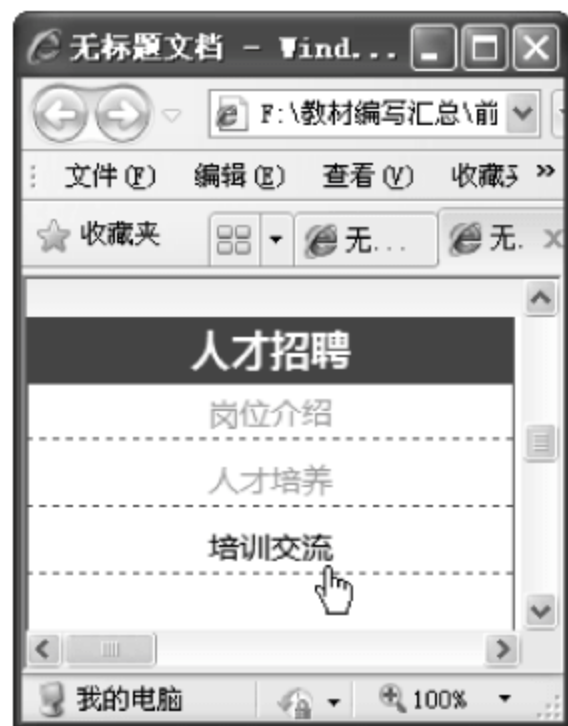 无标题文档 - Wind...
F:\教材编写汇总\前
文件(F) 编辑(E) 查看(V) 收藏夹 »
收藏夹 无... 无.
人才招聘
岗位介绍
人才培养
培训交流
我的电脑 100%